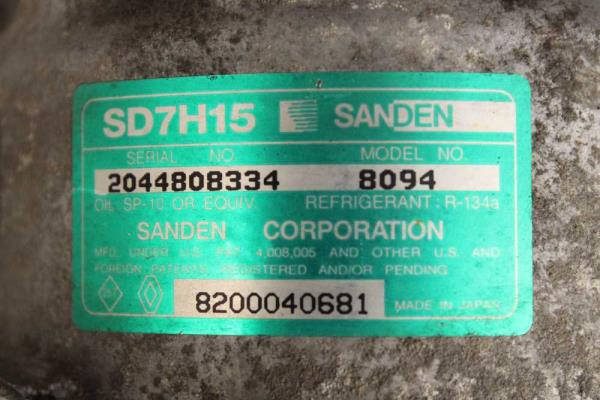 SD7H15 SANDEN
SERIAL NO. MODEL NO.
2044808334 8094
OIL SP-10 OR EQUIV. REFRIGERANT : R-134a
SANDEN CORPORATION
MFD. UNDER U.S. PAT. 4,008,005 AND OTHER U.S. AND
FOREIGN PATENTS, REGISTERED AND/OR PENDING
8200040681 MADE IN JAPAN